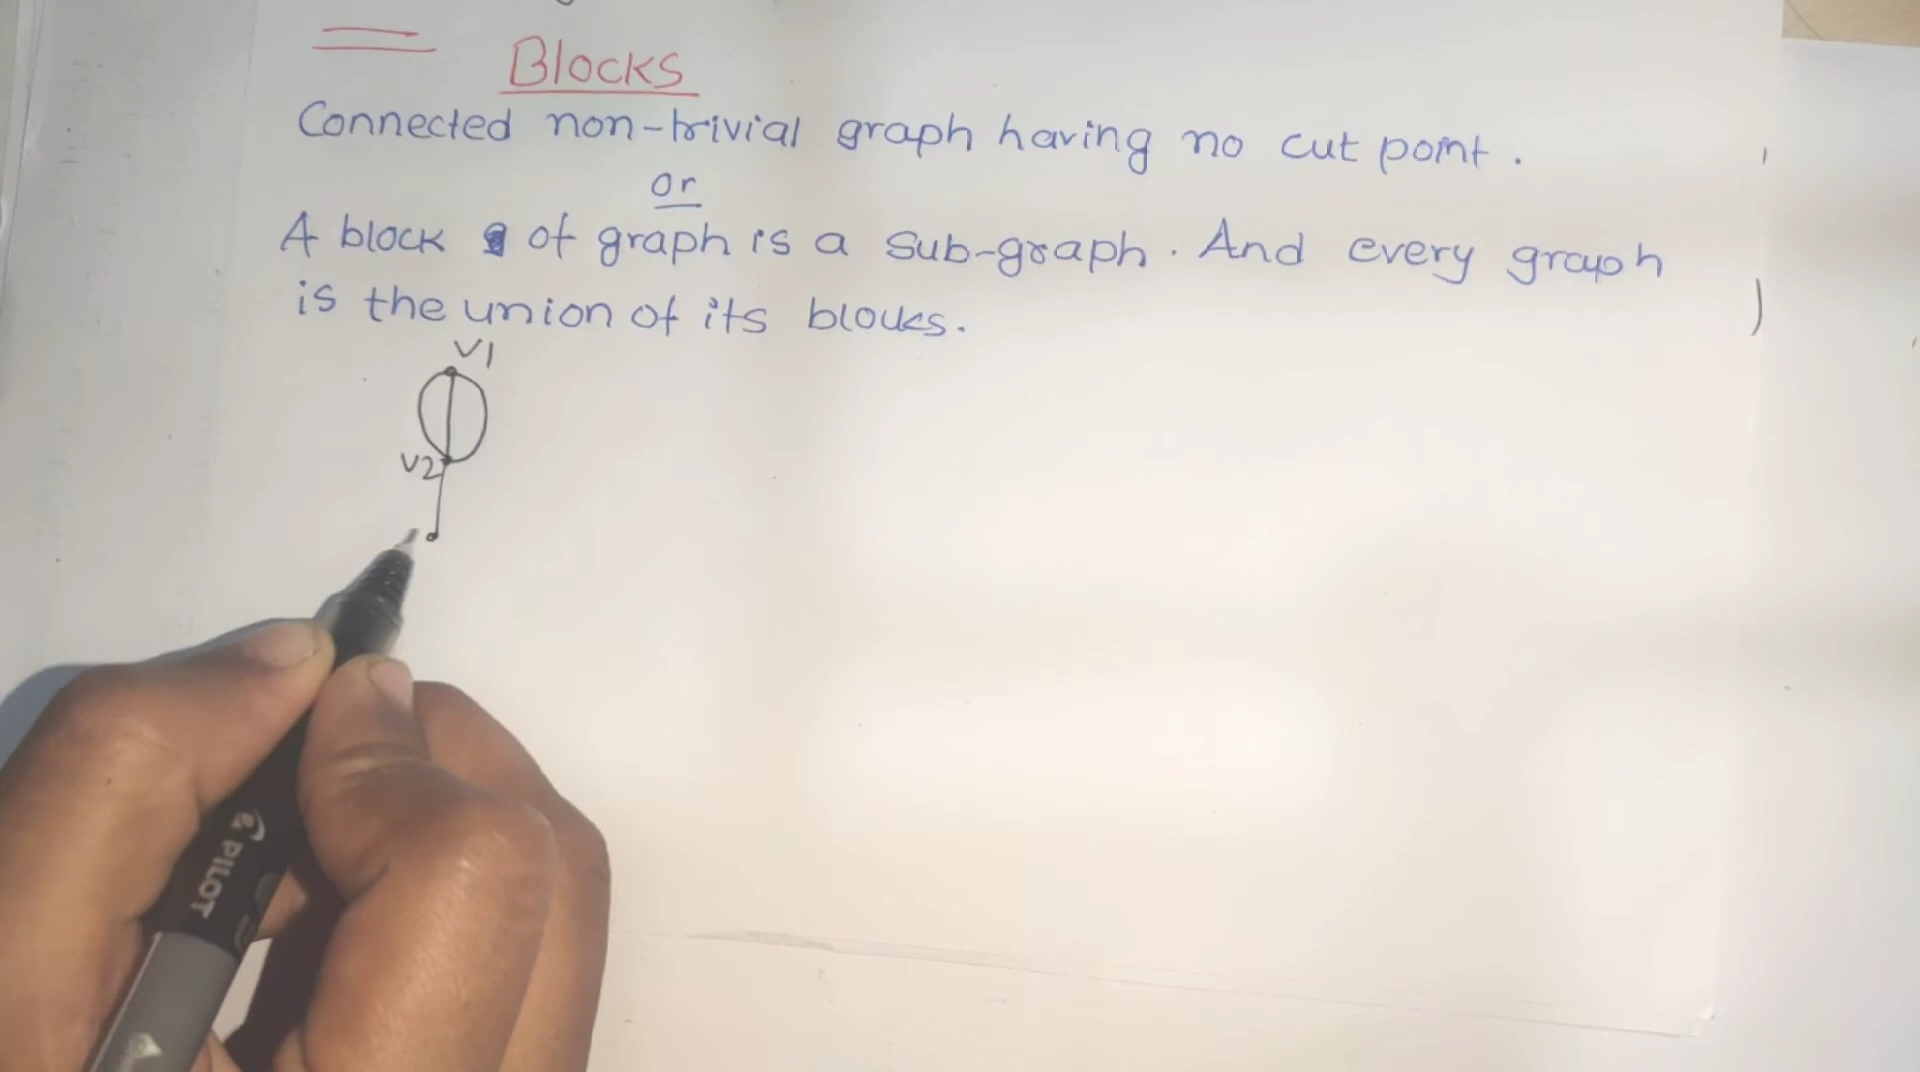 Blocks
Connected non-trivial graph having no cut point.
or
A block of graph is a sub-graph. And every graph
is the union of its blocks.
V1
V2
PILOT